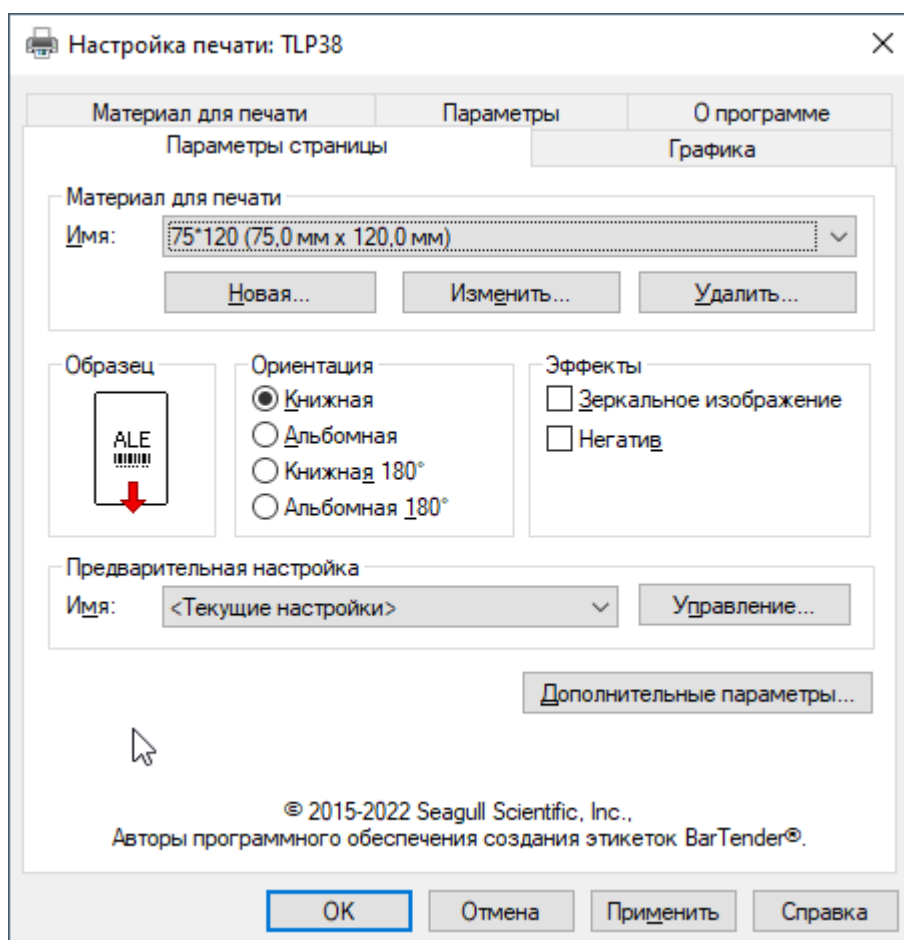 Настройка печати: TLP38
Материал для печати
Параметры
О программе
Параметры страницы
Графика
Материал для печати
Имя:
75*120 (75,0 мм x 120,0 мм)
Новая...
Изменить...
Удалить...
Образец
ALE
Ориентация
Книжная
Альбомная
Книжная 180°
Альбомная 180°
Эффекты
Зеркальное изображение
Негатив
Предварительная настройка
Имя:
<Текущие настройки>
Управление...
Дополнительные параметры...
© 2015-2022 Seagull Scientific, Inc.,
Авторы программного обеспечения создания этикеток BarTender®.
OK
Отмена
Применить
Справка